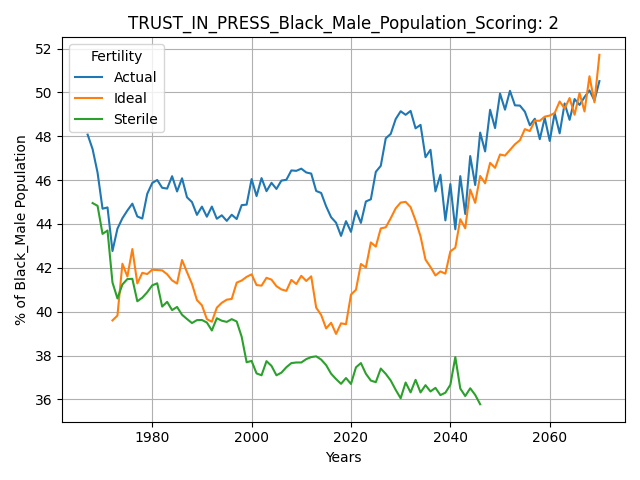 TRUST_IN_PRESS_Black_Male_Population_Scoring: 2
Fertility
Actual
Ideal
Sterile
% of Black_Male Population
52
50
48
46
44
42
40
38
36
1980
2000
2020
2040
2060
Years